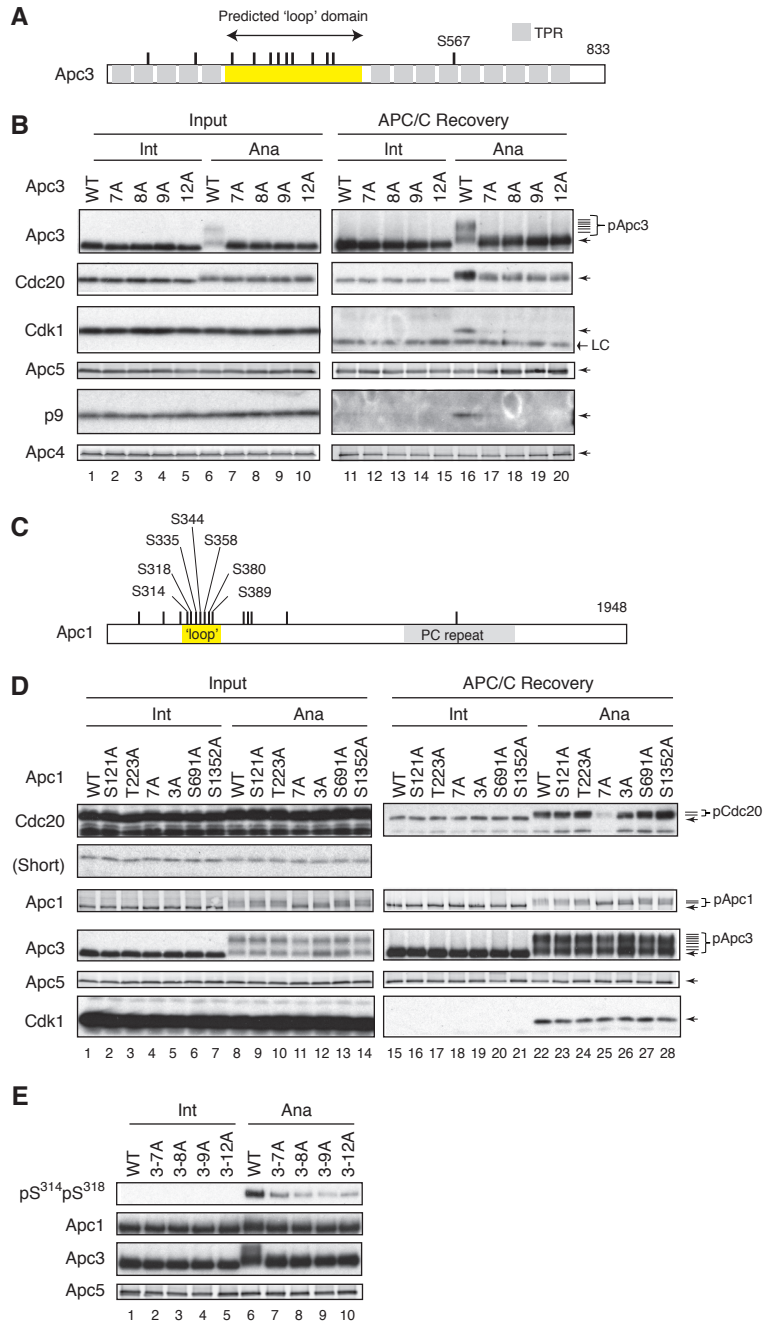 A
Predicted ‘loop’ domain
S567
TPR
833
Apc3
B
Input
APC/C Recovery
Int
Ana
Int
Ana
Apc3
WT 7A 8A 9A 12A WT 7A 8A 9A 12A
WT 7A 8A 9A 12A WT 7A 8A 9A 12A
Apc3
pApc3
Cdc20
Cdk1
LC
Apc5
p9
Apc4
1 2 3 4 5 6 7 8 9 10
11 12 13 14 15 16 17 18 19 20
C
S344
S335 S358
S318 S380
S314 S389
1948
Apc1
‘loop’
PC repeat
D
Input
APC/C Recovery
Int
Ana
Int
Ana
Apc1
WT S121A T223A 7A 3A S691A S1352A WT S121A T223A 7A 3A S691A S1352A
WT S121A T223A 7A 3A S691A S1352A WT S121A T223A 7A 3A S691A S1352A
Cdc20
pCdc20
(Short)
Apc1
pApc1
Apc3
pApc3
Apc5
Cdk1
1 2 3 4 5 6 7 8 9 10 11 12 13 14
15 16 17 18 19 20 21 22 23 24 25 26 27 28
E
Int
Ana
WT 3-7A 3-8A 3-9A 3-12A WT 3-7A 3-8A 3-9A 3-12A
pS314pS318
Apc1
Apc3
Apc5
1 2 3 4 5 6 7 8 9 10